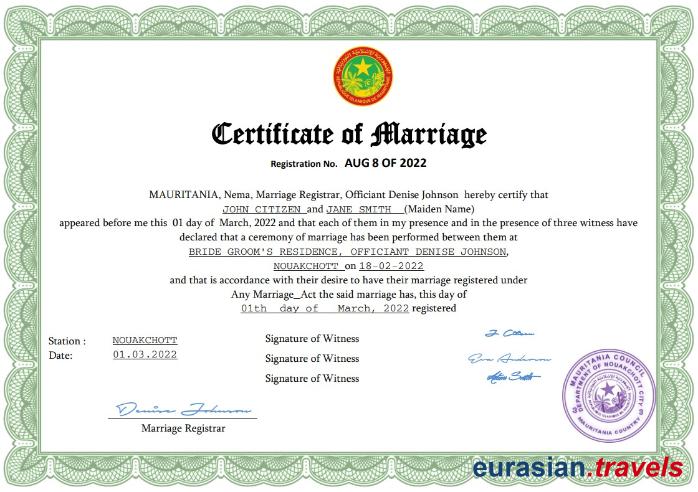 Certificate of Marriage
Registration No. AUG 8 OF 2022
MAURITANIA, Nema, Marriage Registrar, Officiant Denise Johnson hereby certify that
JOHN CITIZEN and JANE SMITH (Maiden Name)
appeared before me this 01 day of March, 2022 and that each of them in my presence and in the presence of three witness have
declared that a ceremony of marriage has been performed between them at
BRIDE GROOM'S RESIDENCE, OFFICIANT DENISE JOHNSON,
NOUAKCHOTT on 18-02-2022
and that is accordance with their desire to have their marriage registered under
Any Marriage_Act the said marriage has, this day of
01th day of March, 2022 registered
Station : NOUAKCHOTT
Date: 01.03.2022
Signature of Witness
Signature of Witness
Eva Anderson
Signature of Witness
Denise Johnson
Marriage Registrar
MAURITANIA COUNCIL
DEPARTMENT OF NOUAKCHOTT CITY
MAURITANIA COUNTRY
eurasian.travels